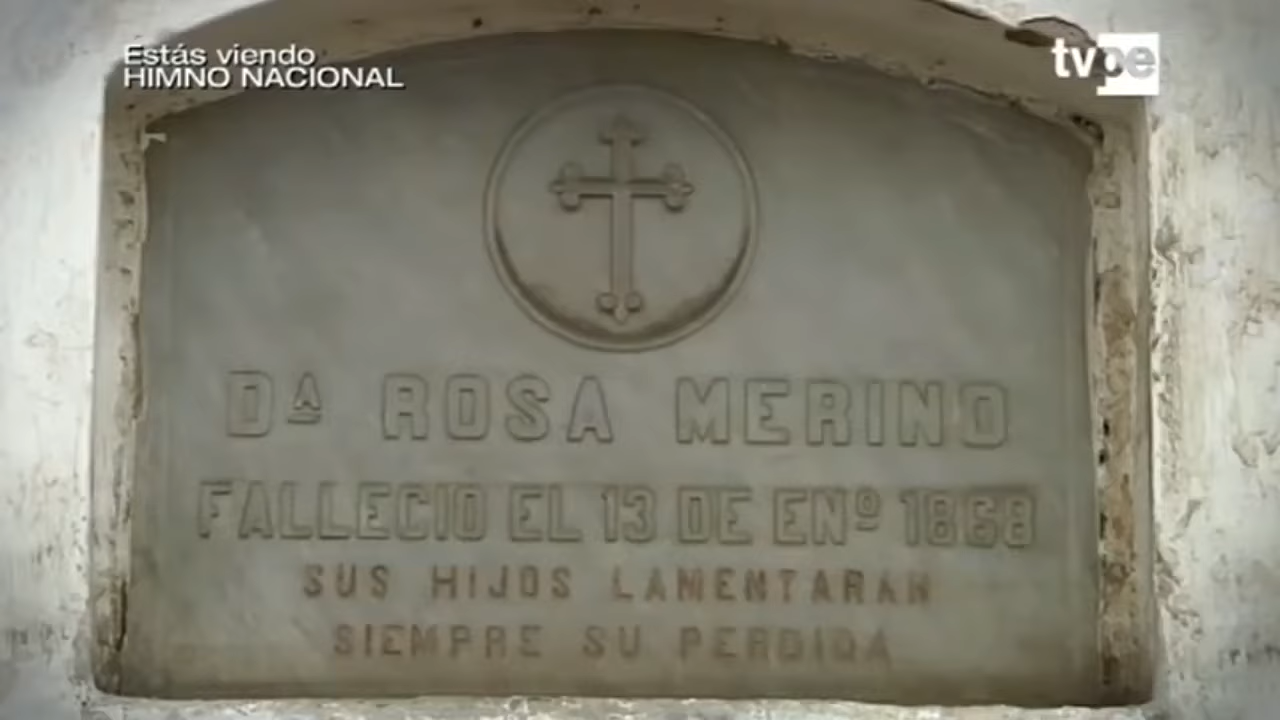 Estás viendo
HIMNO NACIONAL
tvpe
Dª ROSA MERINO
FALLECIO EL 13 DE ENº 1868
SUS HIJOS LAMENTARAN
SIEMPRE SU PERDIDA